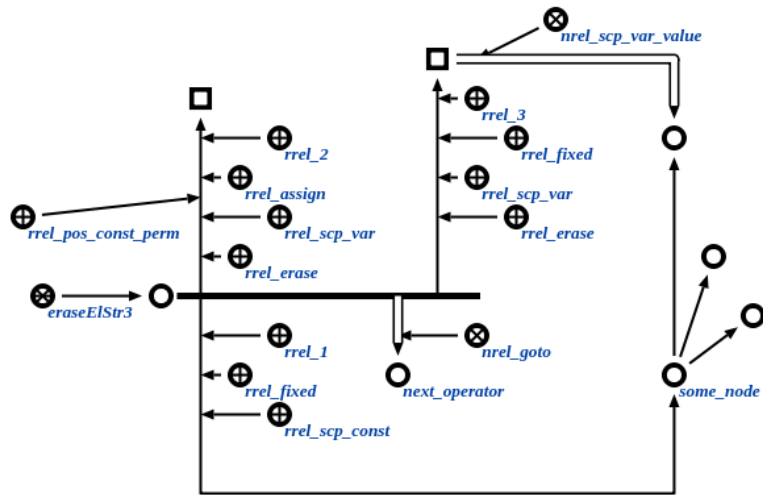 nrel_scp_var_value
rrel_3
rrel_2
rrel_fixed
rrel_assign
rrel_scp_var
rrel_pos_const_perm
rrel_scp_var
rrel_erase
rrel_erase
eraseElStr3
rrel_1
nrel_goto
rrel_fixed
next_operator
some_node
rrel_scp_const